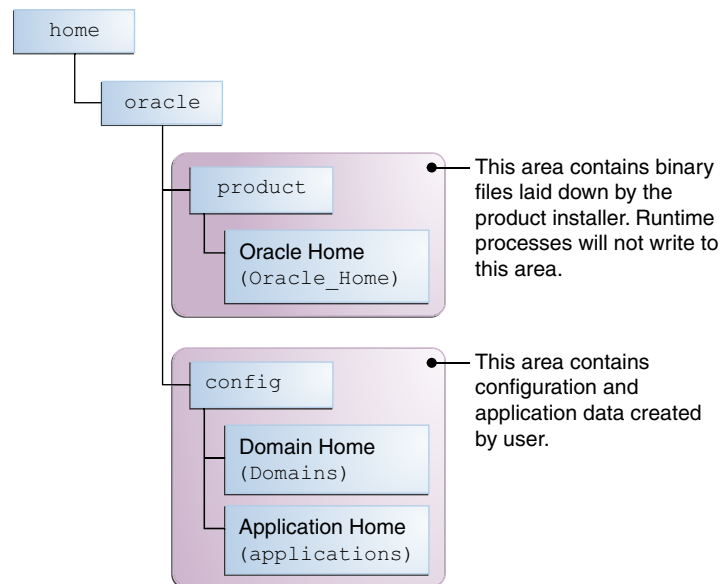 home
oracle
product
Oracle Home
(Oracle_Home)
This area contains binary
files laid down by the
product installer. Runtime
processes will not write to
this area.
config
Domain Home
(Domains)
Application Home
(applications)
This area contains
configuration and
application data created
by user.